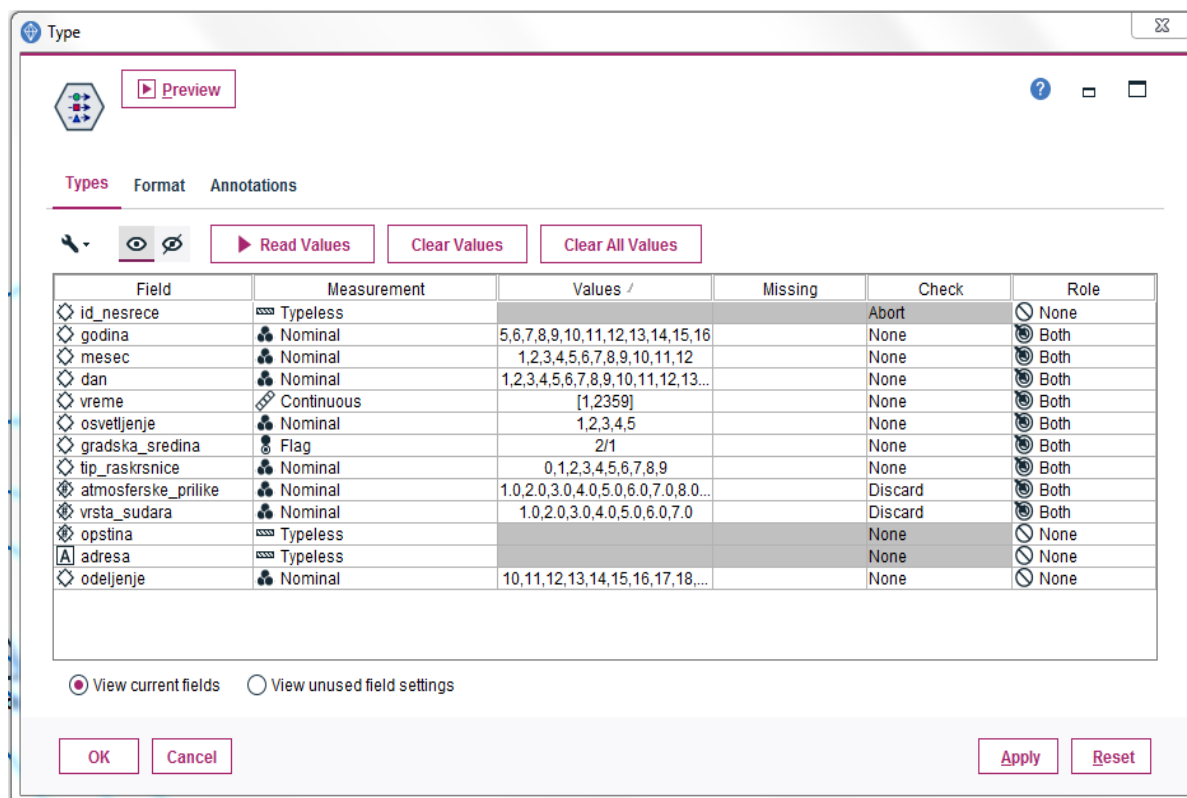 Type
Preview
Types Format Annotations
Read Values Clear Values Clear All Values
Field Measurement Values Missing Check Role
id_nesrece Typeless Abort None
godina Nominal 5,6,7,8,9,10,11,12,13,14,15,16 None Both
mesec Nominal 1,2,3,4,5,6,7,8,9,10,11,12 None Both
dan Nominal 1,2,3,4,5,6,7,8,9,10,11,12,13... None Both
vreme Continuous [1,2359] None Both
osvetljenje Nominal 1,2,3,4,5 None Both
gradska_sredina Flag 2/1 None Both
tip_raskrsnice Nominal 0,1,2,3,4,5,6,7,8,9 None Both
atmosferske_prilike Nominal 1.0,2.0,3.0,4.0,5.0,6.0,7.0,8.0... Discard Both
vrsta_sudara Nominal 1.0,2.0,3.0,4.0,5.0,6.0,7.0 Discard Both
opstina Typeless None None
A adresa Typeless None None
odeljenje Nominal 10,11,12,13,14,15,16,17,18,... None None
View current fields View unused field settings
OK Cancel Apply Reset